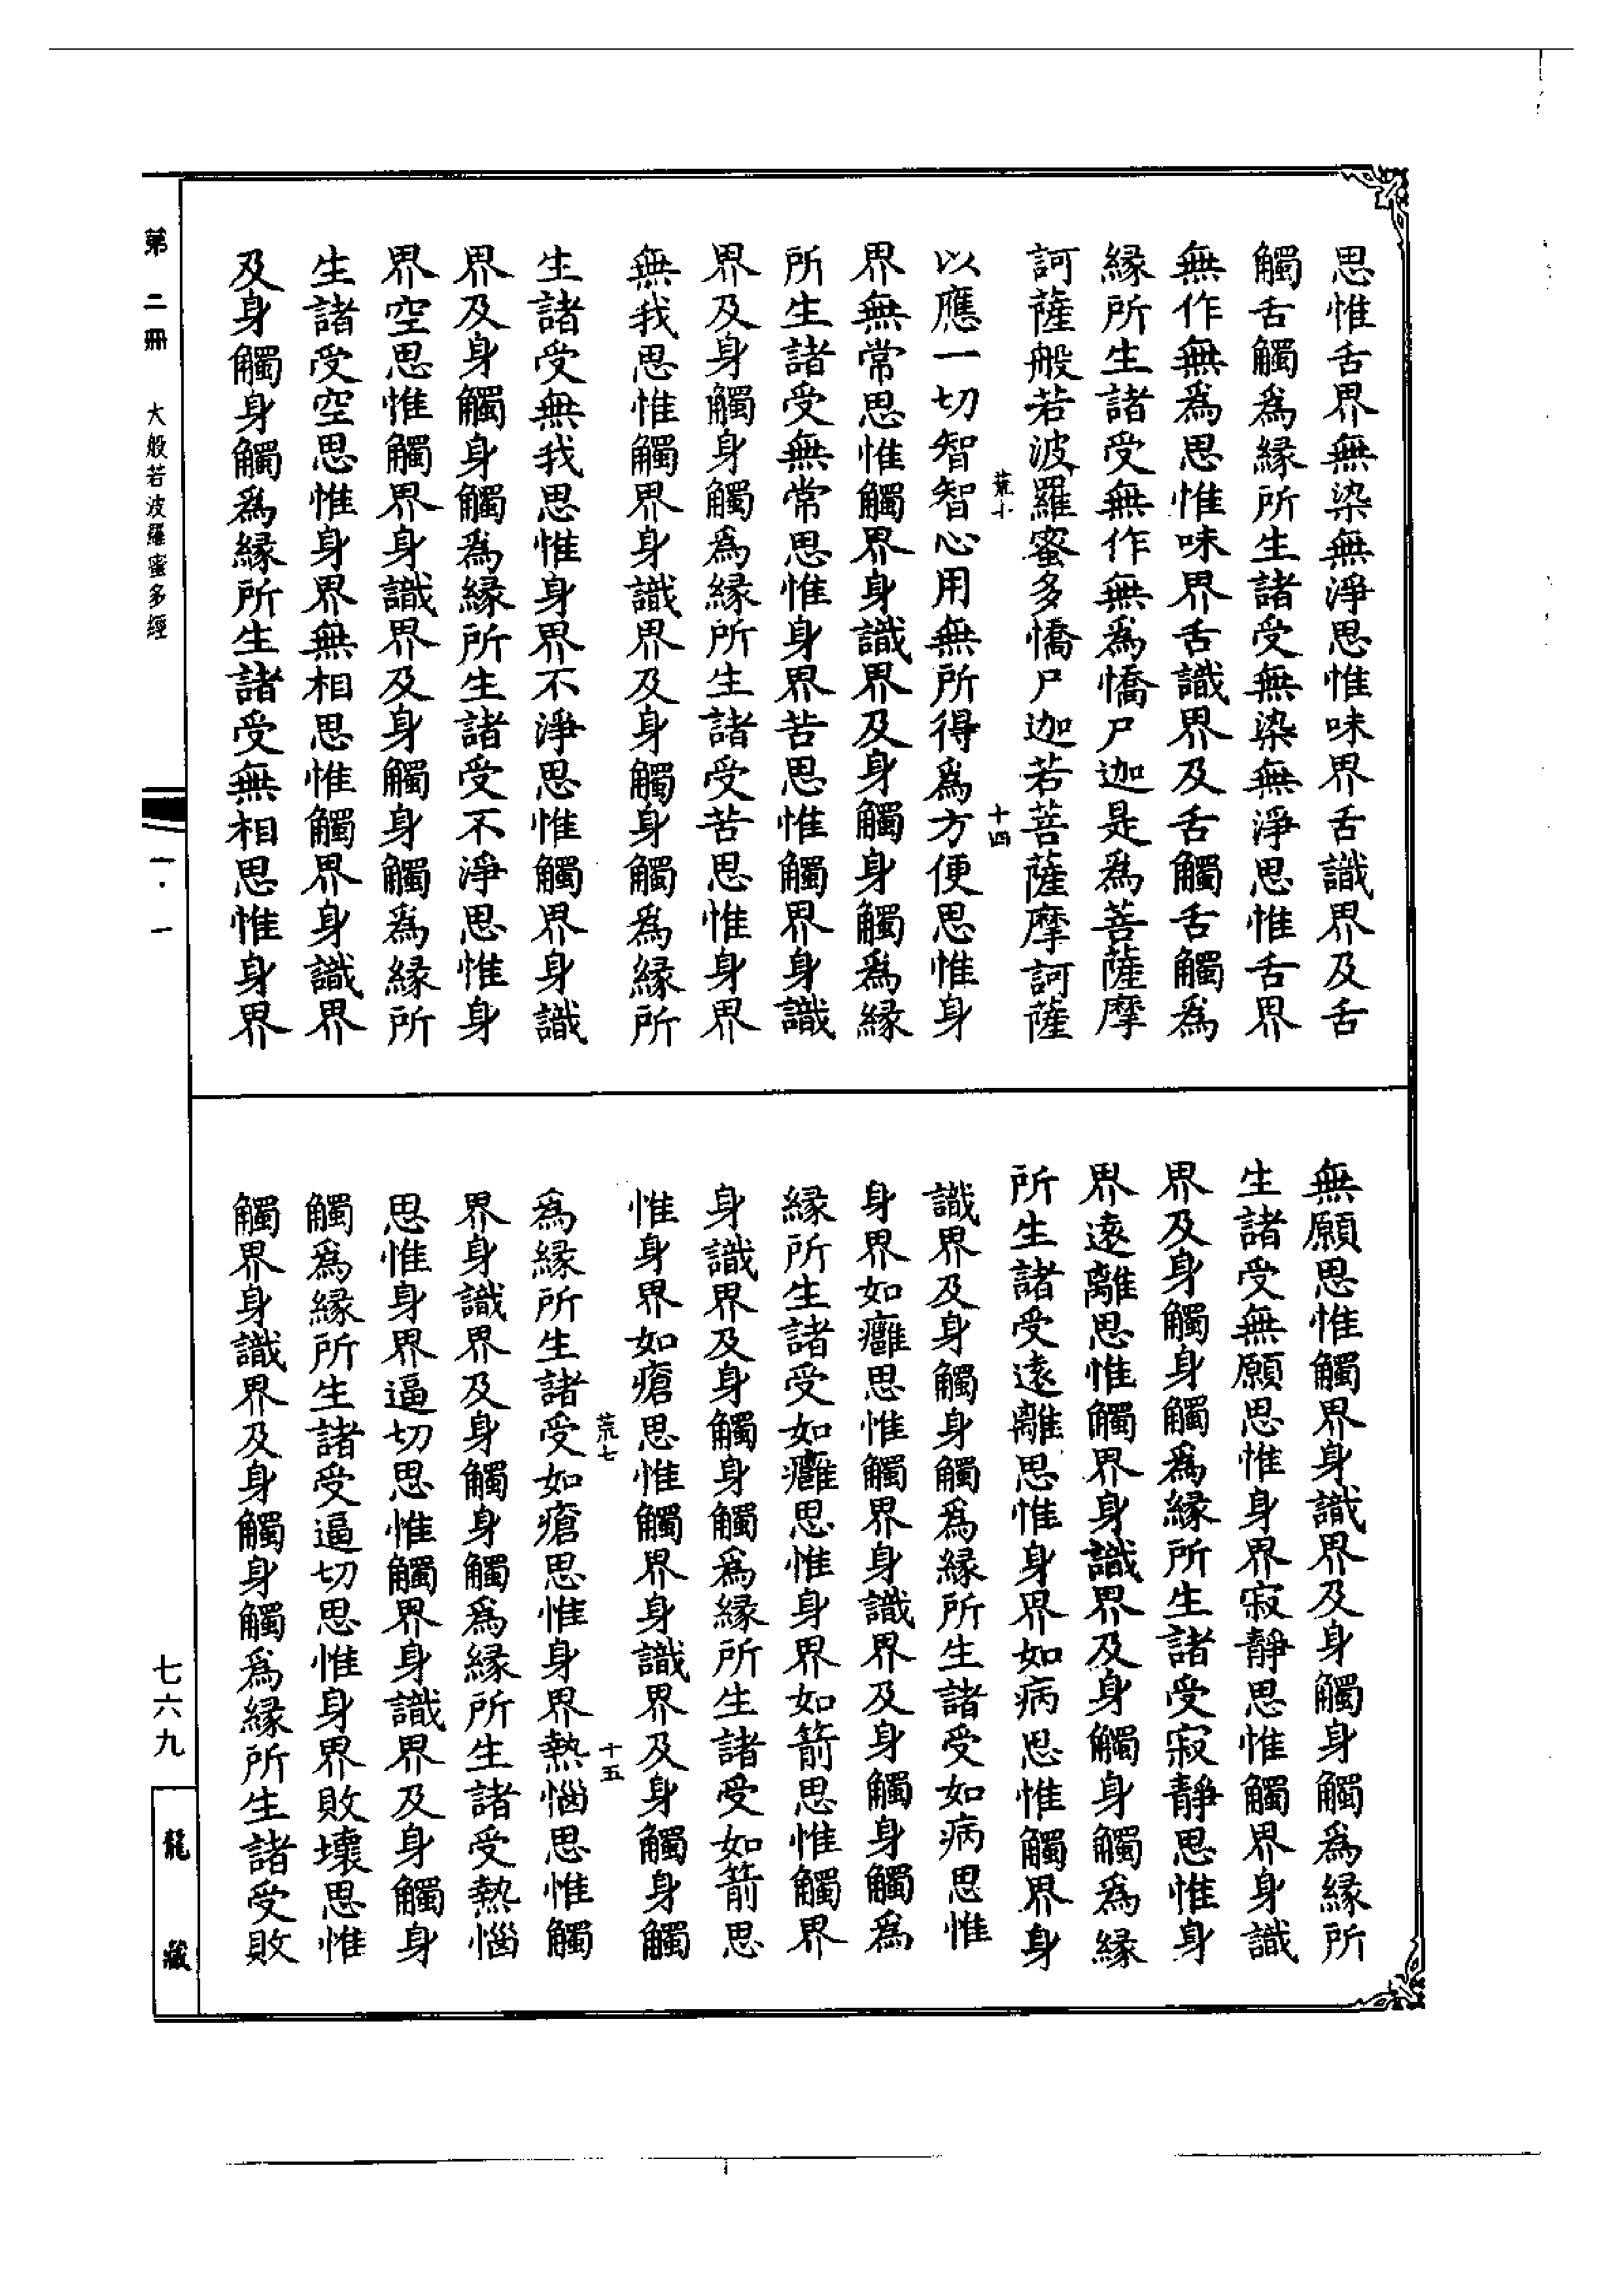 思惟舌界無染無淨思惟味界舌識界及舌
觸舌觸爲緣所生諸受無染無淨思惟舌界
無作無爲思惟味界舌識界及舌觸舌觸爲
緣所生諸受無作無爲憍尸迦是爲菩薩摩
訶薩般若波羅蜜多憍尸迦若菩薩摩訶薩
荒十 十四
以應一切智智心用無所得爲方便思惟身
界無常思惟觸界身識界及身觸身觸爲緣
所生諸受無常思惟身界苦思惟觸界身識
界及身觸身觸爲緣所生諸受苦思惟身界
無我思惟觸界身識界及身觸身觸爲緣所
生諸受無我思惟身界不淨思惟觸界身識
界及身觸身觸爲緣所生諸受不淨思惟身
界空思惟觸界身識界及身觸身觸爲緣所
生諸受空思惟身界無相思惟觸界身識界
及身觸身觸爲緣所生諸受無相思惟身界
無願思惟觸界身識界及身觸身觸爲緣所
生諸受無願思惟身界寂靜思惟觸界身識
界及身觸身觸爲緣所生諸受寂靜思惟身
界遠離思惟觸界身識界及身觸身觸爲緣
所生諸受遠離思惟身界如病思惟觸界身
識界及身觸身觸爲緣所生諸受如病思惟
身界如癰思惟觸界身識界及身觸身觸爲
緣所生諸受如癰思惟身界如箭思惟觸界
身識界及身觸身觸爲緣所生諸受如箭思
惟身界如瘡思惟觸界身識界及身觸身觸
荒七 十五
爲緣所生諸受如瘡思惟身界熱惱思惟觸
界身識界及身觸身觸爲緣所生諸受熱惱
思惟身界逼切思惟觸界身識界及身觸身
觸爲緣所生諸受逼切思惟身界敗壞思惟
觸界身識界及身觸身觸爲緣所生諸受敗
第二冊 大般若波羅蜜多經 一·一 七六九 龍藏